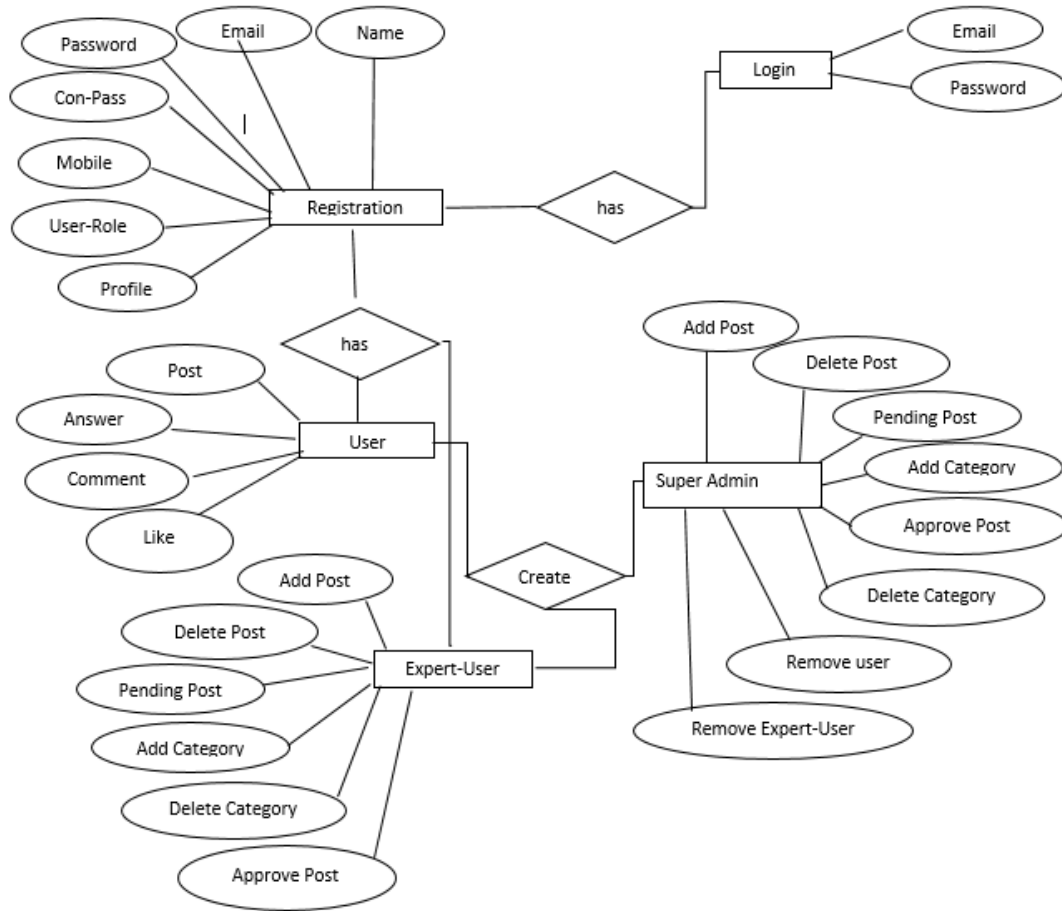 Email
Name
Email
Password
Login
Con-Pass
Password
Mobile
Registration
has
User-Role
Profile
Add Post
has
Delete Post
Post
Answer
Pending Post
User
Comment
Add Category
Super Admin
Like
Approve Post
Create
Add Post
Delete Category
Delete Post
Expert-User
Remove user
Pending Post
Remove Expert-User
Add Category
Delete Category
Approve Post